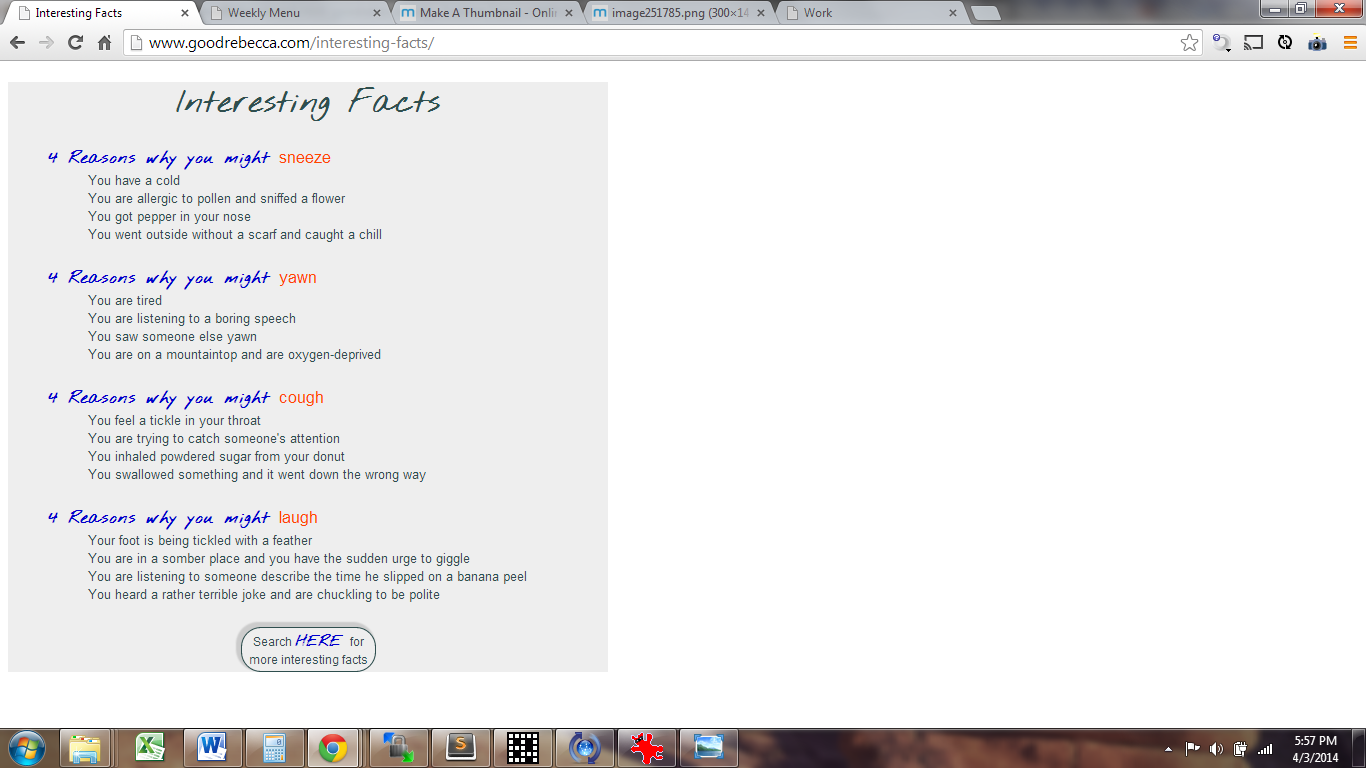 Interesting Facts
Weekly Menu
Make A Thumbnail - Onli
image251785.png (300×14
Work
www.goodrebecca.com/interesting-facts/
Interesting Facts
4 Reasons why you might sneeze
You have a cold
You are allergic to pollen and sniffed a flower
You got pepper in your nose
You went outside without a scarf and caught a chill
4 Reasons why you might yawn
You are tired
You are listening to a boring speech
You saw someone else yawn
You are on a mountaintop and are oxygen-deprived
4 Reasons why you might cough
You feel a tickle in your throat
You are trying to catch someone's attention
You inhaled powdered sugar from your donut
You swallowed something and it went down the wrong way
4 Reasons why you might laugh
Your foot is being tickled with a feather
You are in a somber place and you have the sudden urge to giggle
You are listening to someone describe the time he slipped on a banana peel
You heard a rather terrible joke and are chuckling to be polite
Search HERE for
more interesting facts
5:57 PM
4/3/2014